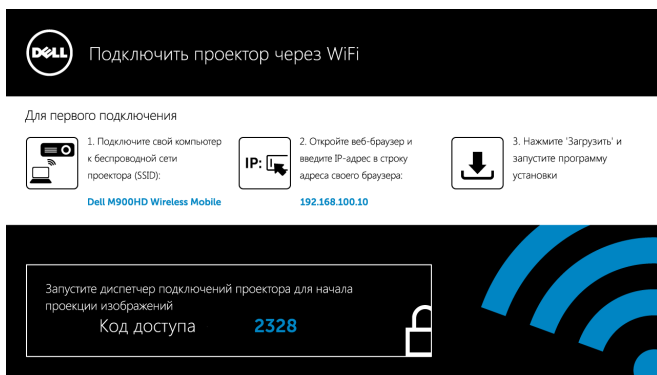 DELL
Подключить проектор через WiFi
Для первого подключения
1. Подключите свой компьютер
к беспроводной сети
проектора (SSID):
Dell M900HD Wireless Mobile
IP:
2. Откройте веб-браузер и
введите IP-адрес в строку
адреса своего браузера:
192.168.100.10
3. Нажмите 'Загрузить' и
запустите программу
установки
Запустите диспетчер подключений проектора для начала
проекции изображений
Код доступа 2328